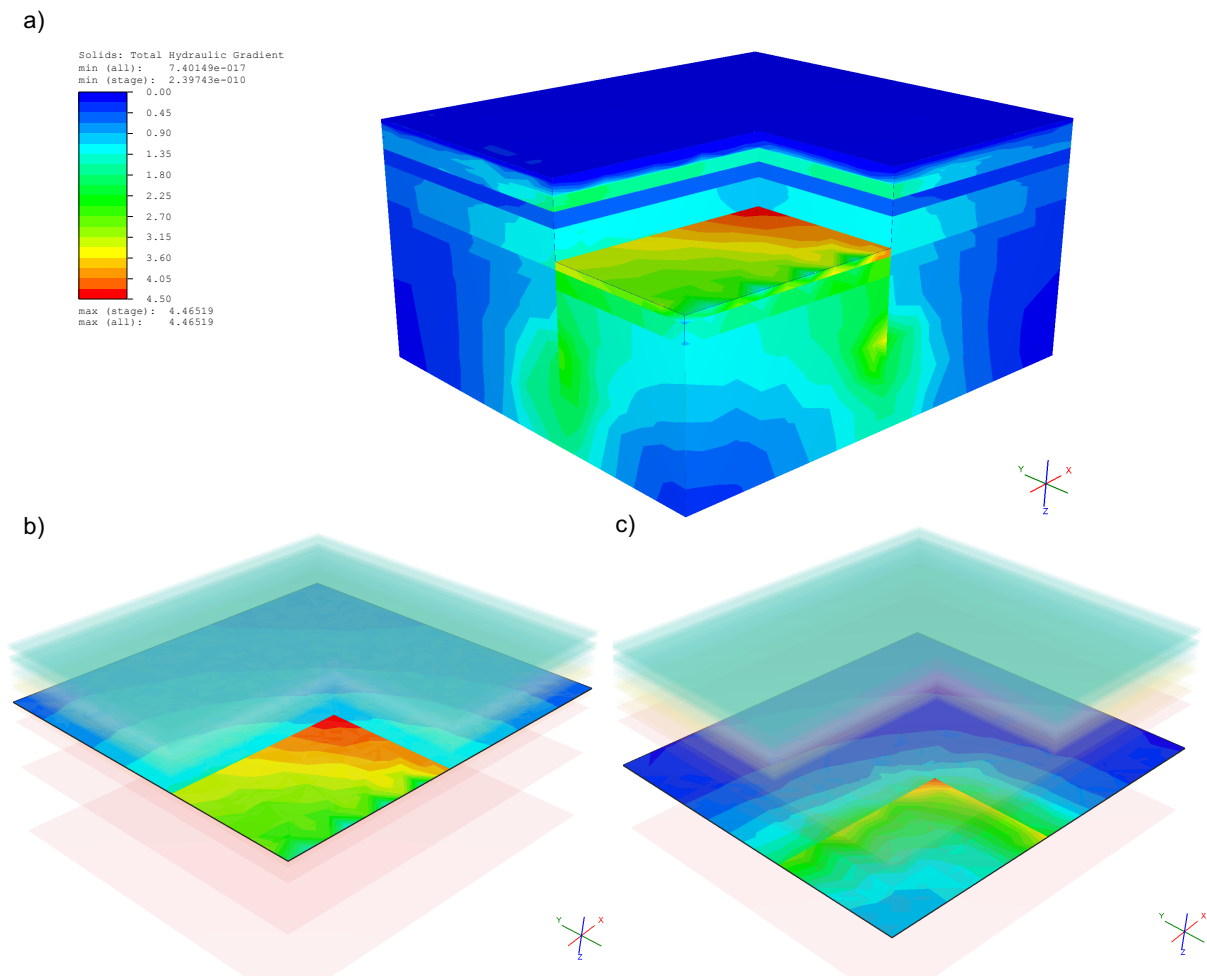 a)
Solids: Total Hydraulic Gradient
min (all):    7.40149e-017
min (stage):  2.39743e-010
0.00
0.45
0.90
1.35
1.80
2.25
2.70
3.15
3.60
4.05
4.50
max (stage):  4.46519
max (all):    4.46519
Y X
Z
b)
c)
Y X
Z
Y X
Z